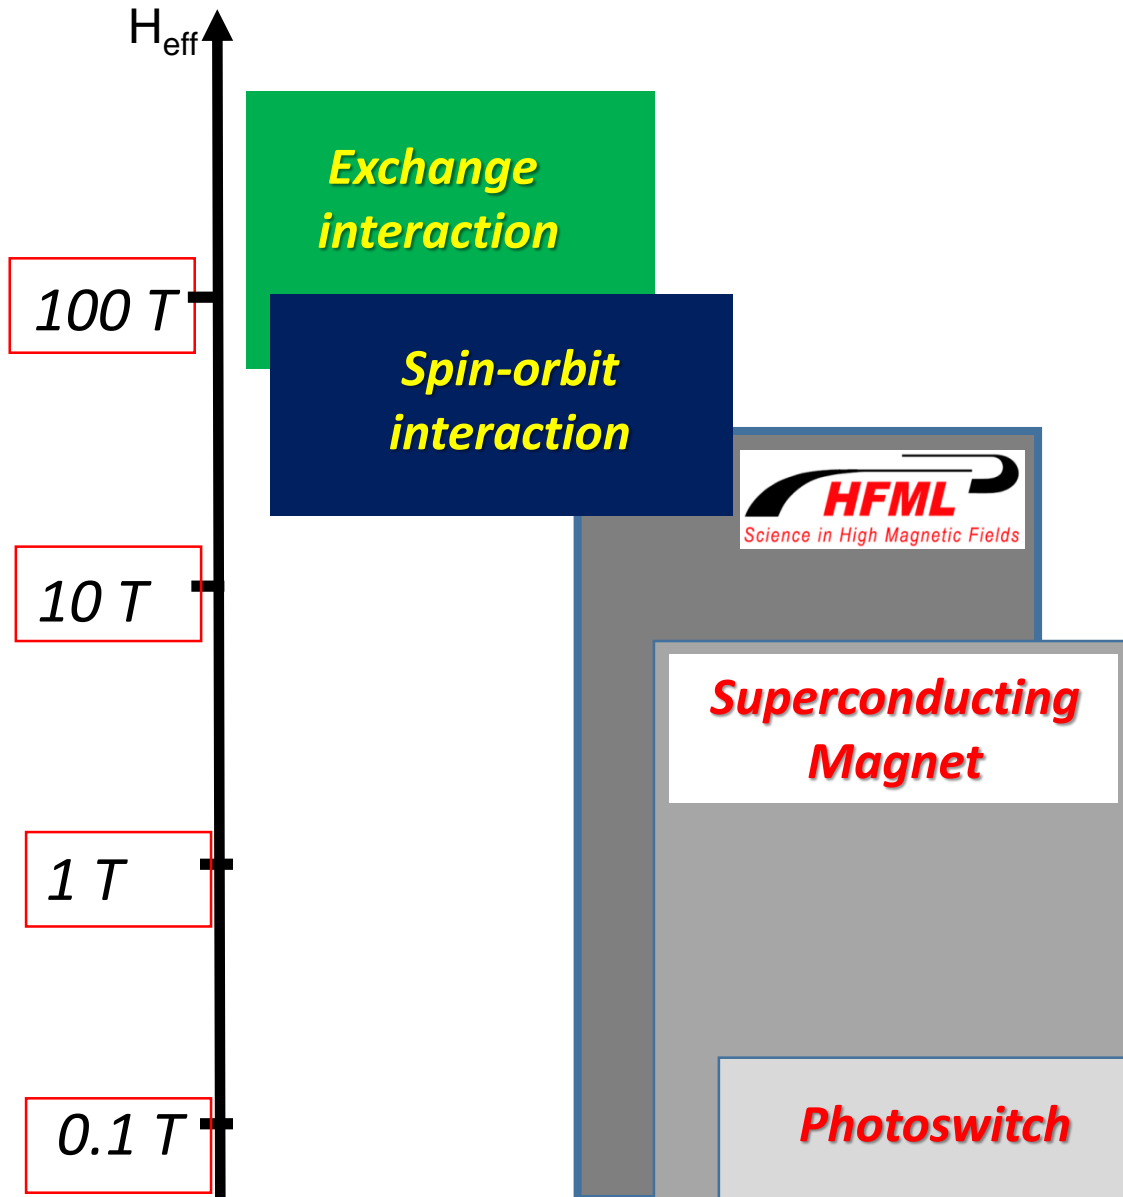 Heff
Exchange
interaction
100 T
Spin-orbit
interaction
HFML
Science in High Magnetic Fields
10 T
Superconducting
Magnet
1 T
Photoswitch
0.1 T